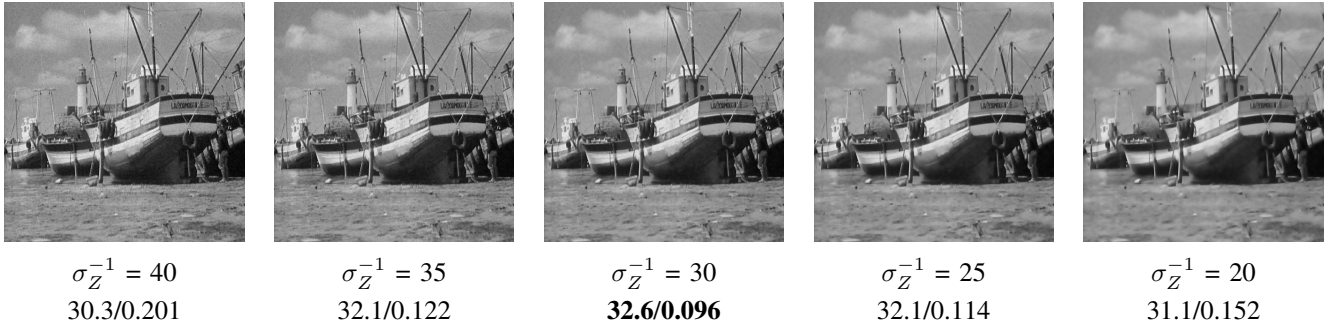 σ_Z^{-1} = 40
σ_Z^{-1} = 35
σ_Z^{-1} = 30
σ_Z^{-1} = 25
σ_Z^{-1} = 20
30.3/0.201
32.1/0.122
32.6/0.096
32.1/0.114
31.1/0.152